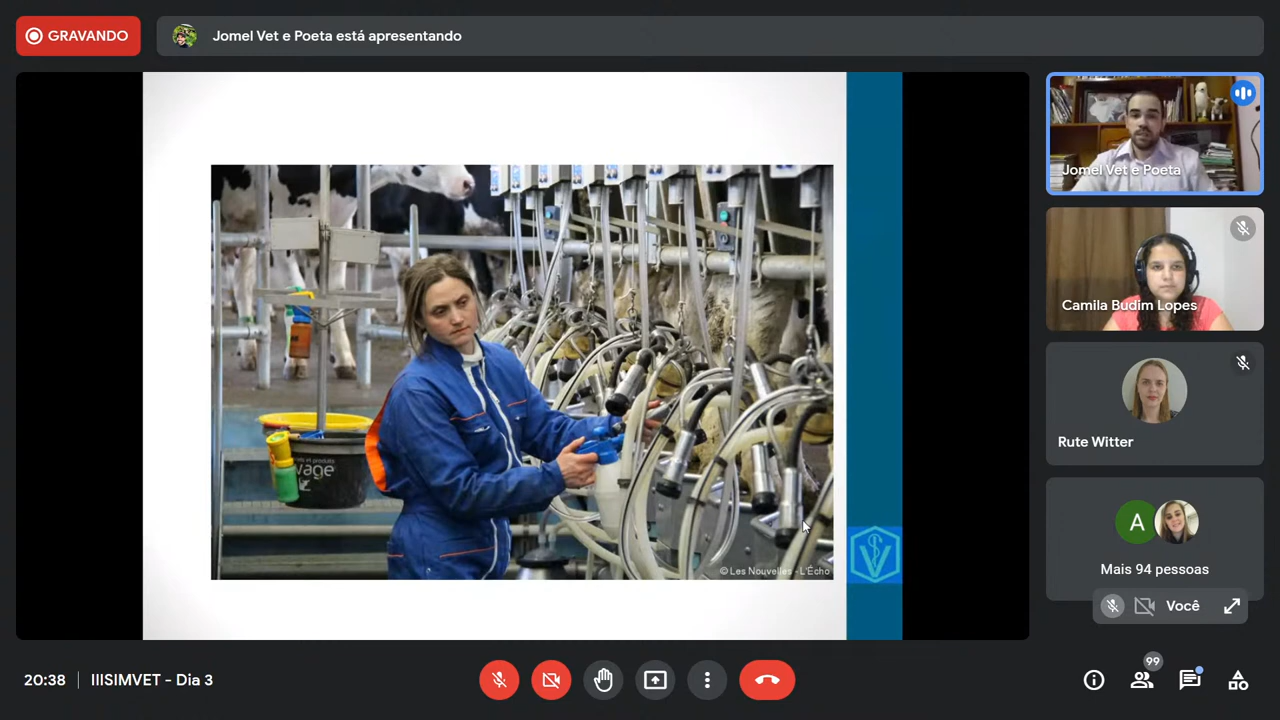 GRAVANDO
Jomel Vet e Poeta está apresentando
Jomel Vet e Poeta
Camila Budim Lopes
Rute Witter
A
Mais 94 pessoas
Você
vage
© Les Nouvelles - L'Écho
V
20:38 | IIISIMVET - Dia 3
99